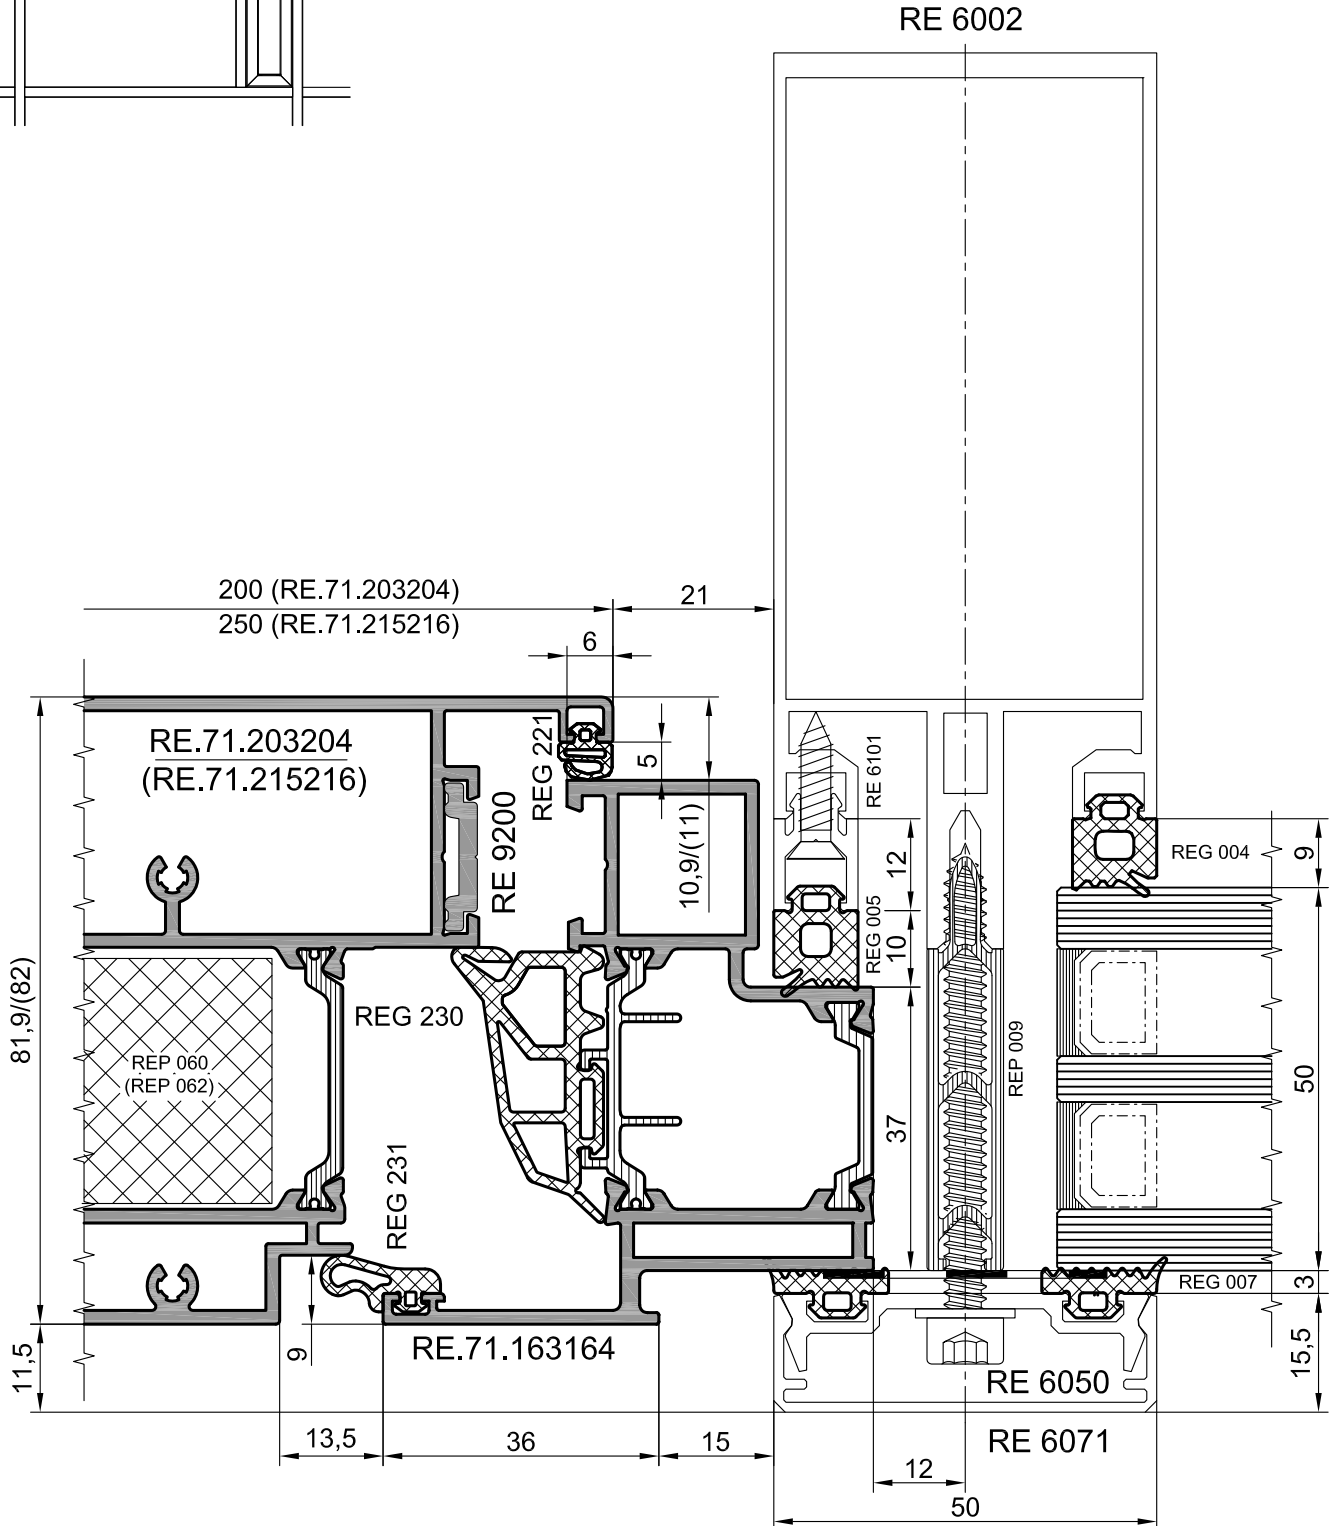 RE 6002
200 (RE.71.203204)
250 (RE.71.215216)
21
6
RE.71.203204
(RE.71.215216)
REG 221
5
RE 9200
10,9/(11)
RE 6101
12
REG 004
9
REG 005
10
81,9/(82)
REG 230
REP 060
(REP 062)
REP 009
50
37
REG 231
REG 007
3
9
RE.71.163164
11,5
15,5
RE 6050
13,5
36
15
RE 6071
12
50